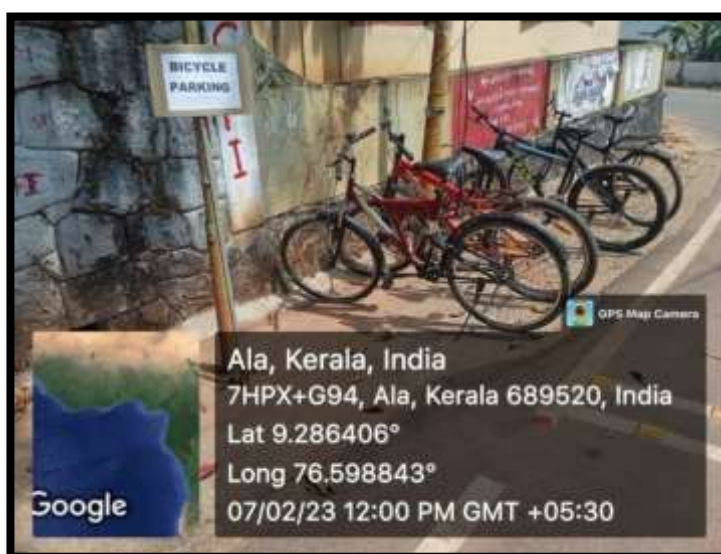 BICYCLE
PARKING
GPS Map Camera
Ala, Kerala, India
7HPX+G94, Ala, Kerala 689520, India
Lat 9.286406°
Long 76.598843°
07/02/23 12:00 PM GMT +05:30
Google